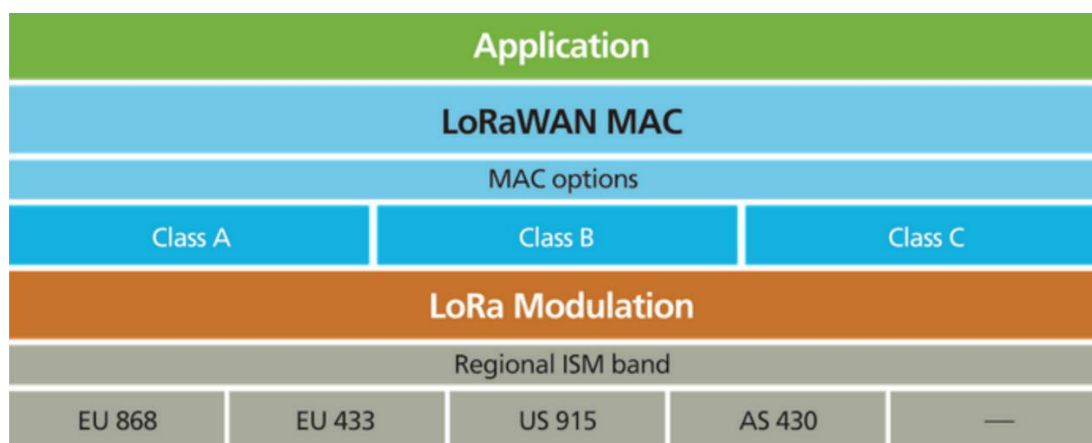 Application
LoRaWAN MAC
MAC options
Class A Class B Class C
LoRa Modulation
Regional ISM band
EU 868 EU 433 US 915 AS 430 —